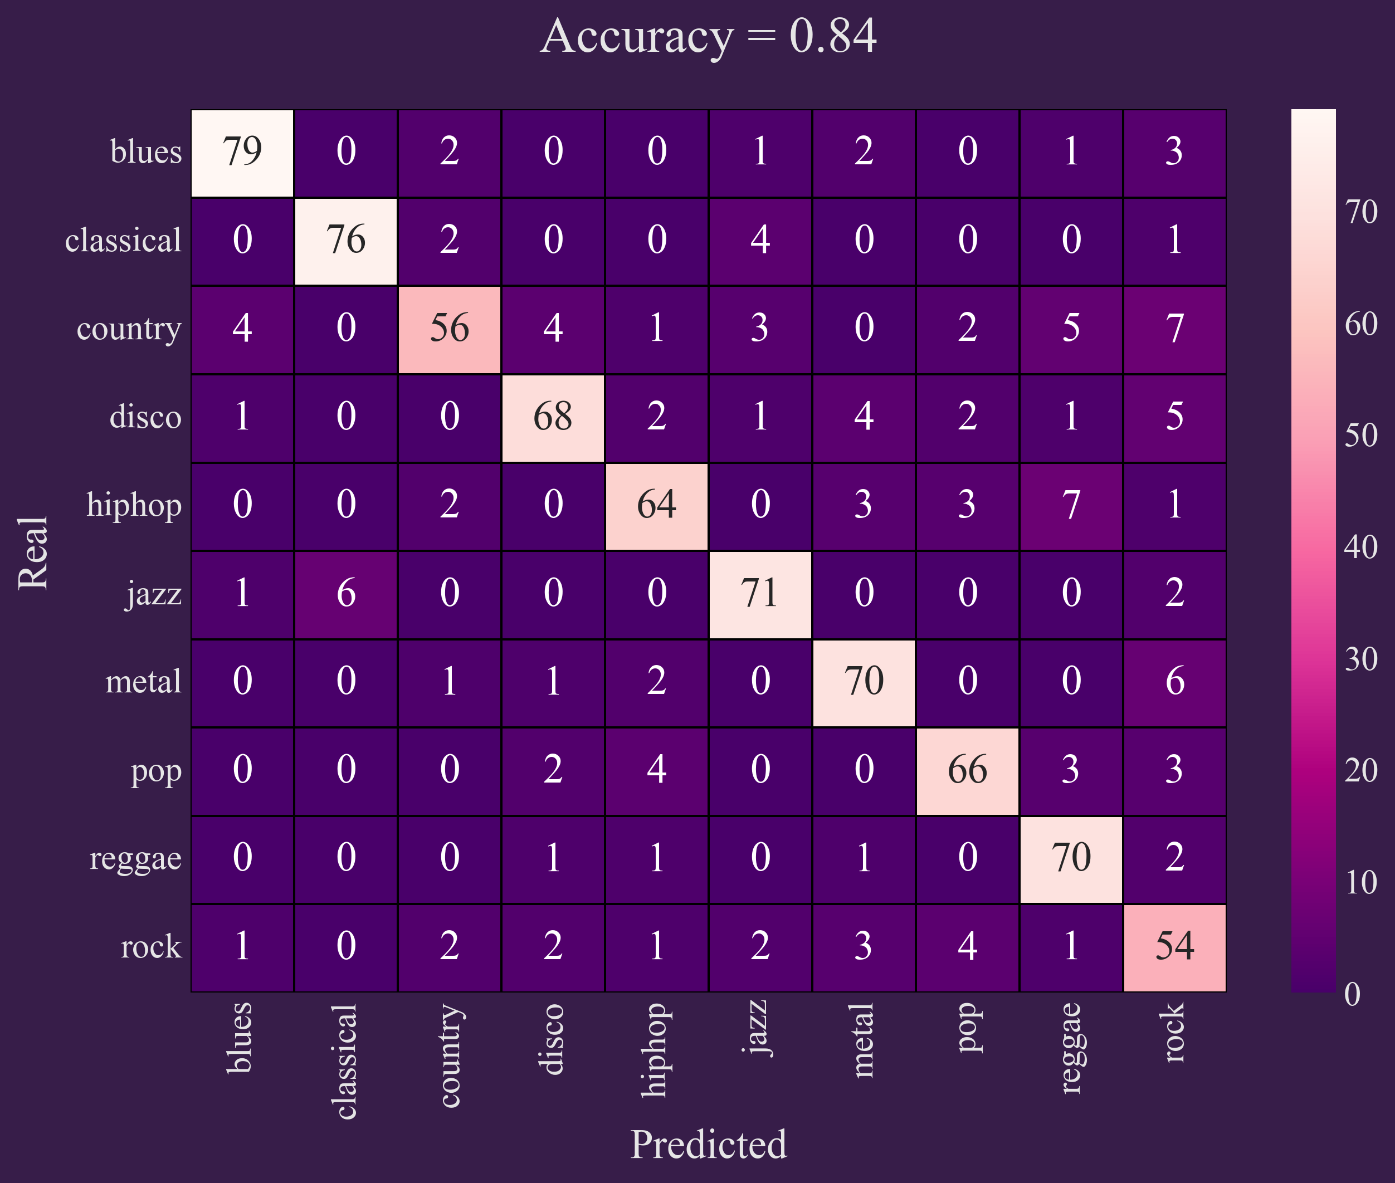 Accuracy = 0.84
blues 79 0 2 0 0 1 2 0 1 3
classical 0 76 2 0 0 4 0 0 0 1
country 4 0 56 4 1 3 0 2 5 7
disco 1 0 0 68 2 1 4 2 1 5
hiphop 0 0 2 0 64 0 3 3 7 1
jazz 1 6 0 0 0 71 0 0 0 2
metal 0 0 1 1 2 0 70 0 0 6
pop 0 0 0 2 4 0 0 66 3 3
reggae 0 0 0 1 1 0 1 0 70 2
rock 1 0 2 2 1 2 3 4 1 54
blues classical country disco hiphop jazz metal pop reggae rock
Predicted
Real
70
60
50
40
30
20
10
0